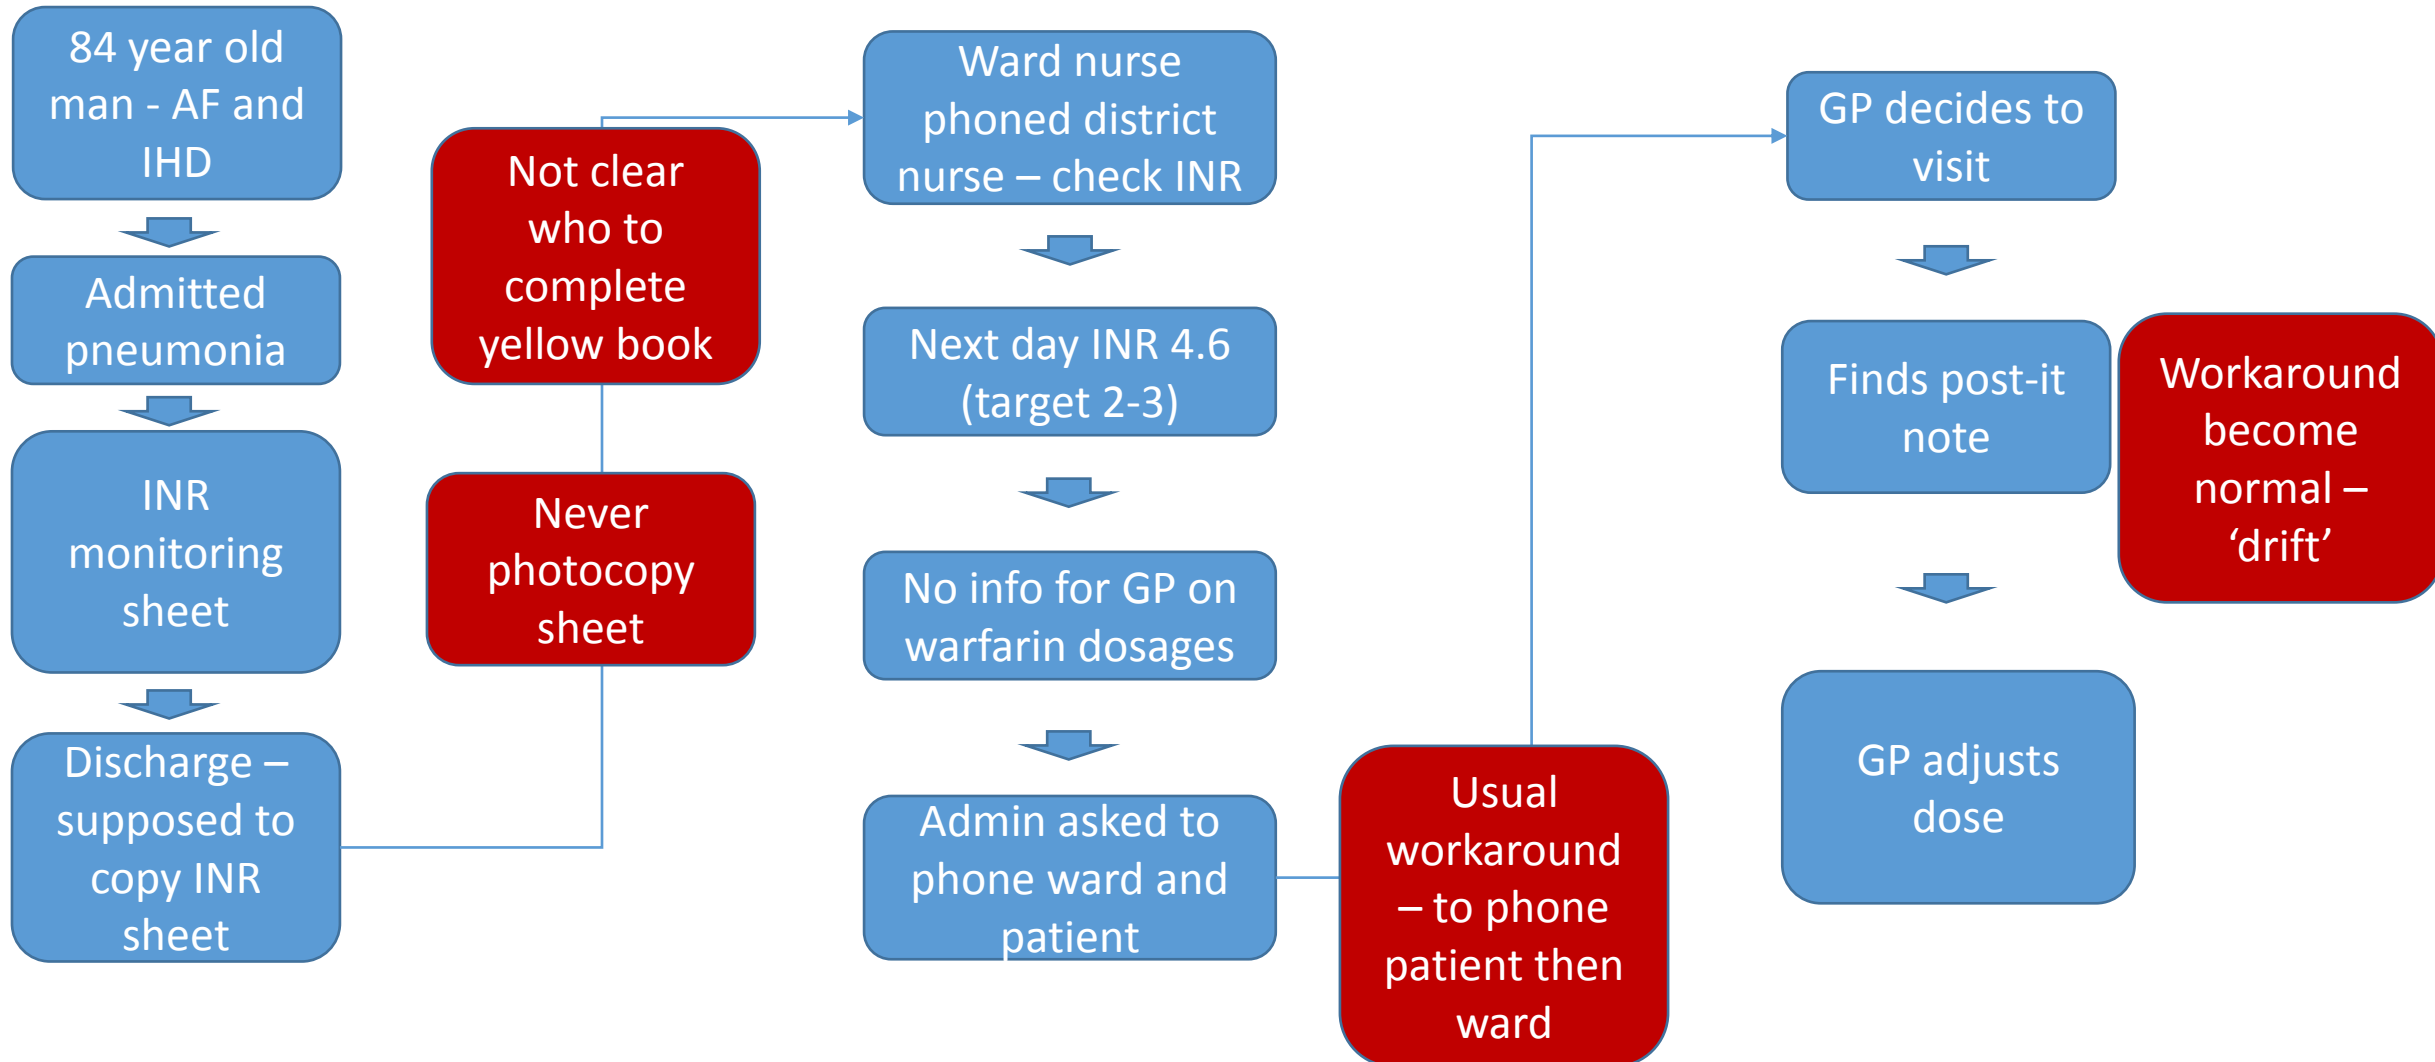 84 year old
man - AF and
IHD
Admitted
pneumonia
INR
monitoring
sheet
Discharge –
supposed to
copy INR
sheet
Never
photocopy
sheet
Not clear
who to
complete
yellow book
Ward nurse
phoned district
nurse – check INR
Next day INR 4.6
(target 2-3)
No info for GP on
warfarin dosages
Admin asked to
phone ward and
patient
Usual
workaround
– to phone
patient then
ward
GP decides to
visit
Finds post-it
note
Workaround
become
normal –
‘drift’
GP adjusts
dose